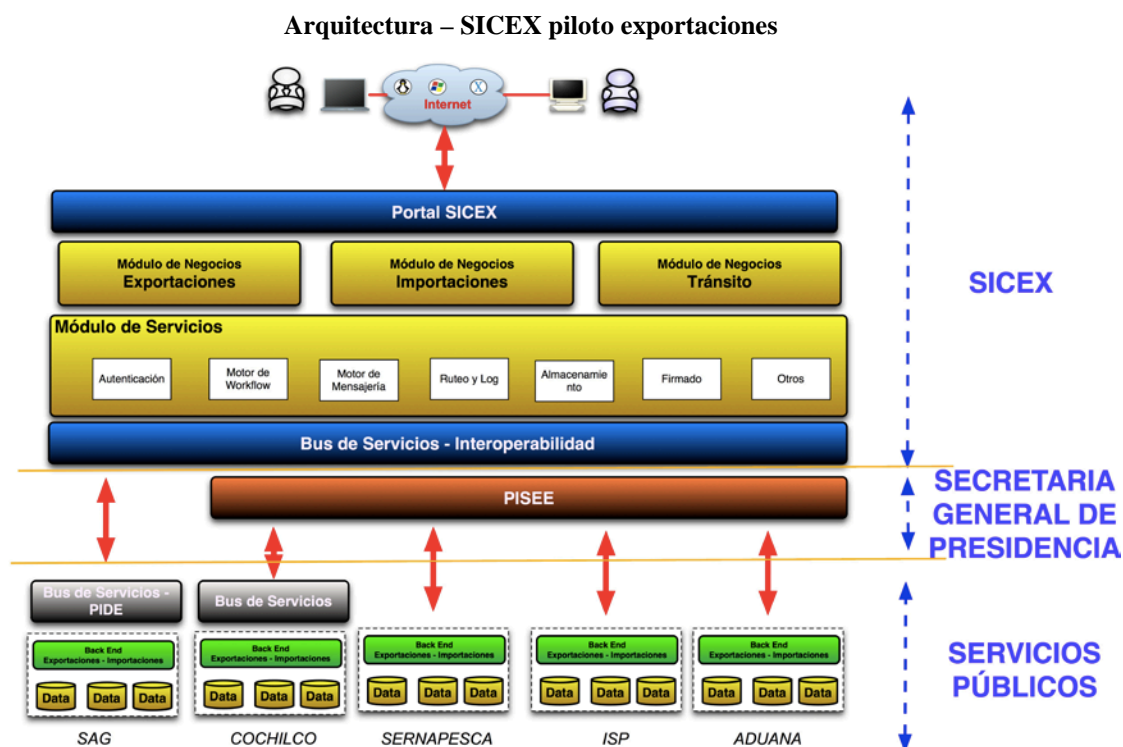 Arquitectura – SICEX piloto exportaciones
Internet
Portal SICEX
Módulo de Negocios
Exportaciones
Módulo de Negocios
Importaciones
Módulo de Negocios
Tránsito
SICEX
Módulo de Servicios
Autenticación
Motor de
Workflow
Motor de
Mensajería
Ruteo y Log
Almacenamie
nto
Firmado
Otros
Bus de Servicios - Interoperabilidad
PISEE
SECRETARIA
GENERAL DE
PRESIDENCIA
Bus de Servicios -
PIDE
Bus de Servicios
Back End
Exportaciones - Importaciones
Data
Data
Data
Back End
Exportaciones - Importaciones
Data
Data
Data
Back End
Exportaciones - Importaciones
Data
Data
Data
Back End
Exportaciones - Importaciones
Data
Data
Data
Back End
Exportaciones - Importaciones
Data
Data
Data
SERVICIOS
PÚBLICOS
SAG
COCHILCO
SERNAPESCA
ISP
ADUANA